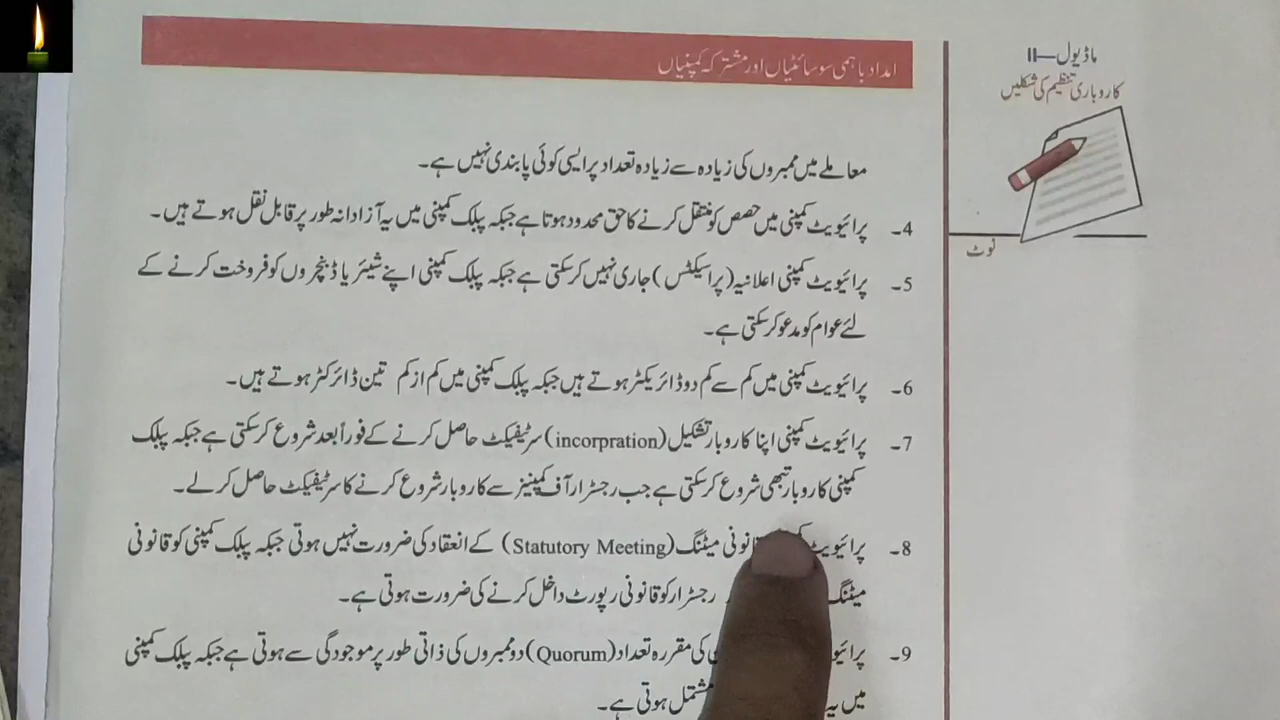 امداد باہمی سوسائٹیاں اور مشترکہ کمپنیاں
ماڈیول—II
کاروباری تنظیم کی شکلیں
نوٹ
معاملے میں ممبروں کی زیادہ سے زیادہ تعداد پر ایسی کوئی پابندی نہیں ہے۔
4۔ پرائیویٹ کمپنی میں حصص کو منتقل کرنے کا حق محدود ہوتا ہے جبکہ پبلک کمپنی میں یہ آزادانہ طور پر قابل نقل ہوتے ہیں۔
5۔ پرائیویٹ کمپنی اعلانیہ (پراسپکٹس) جاری نہیں کرسکتی ہے جبکہ پبلک کمپنی اپنے شیئر یا ڈبنچروں کو فروخت کرنے کے
لئے عوام کو مدعو کرسکتی ہے۔
6۔ پرائیویٹ کمپنی میں کم سے کم دو ڈائریکٹر ہوتے ہیں جبکہ پبلک کمپنی میں کم از کم تین ڈائرکٹر ہوتے ہیں۔
7۔ پرائیویٹ کمپنی اپنا کاروبار تشکیل (incorpration) سرٹیفیکٹ حاصل کرنے کے فوراً بعد شروع کرسکتی ہے جبکہ پبلک
کمپنی کاروبار تبھی شروع کرسکتی ہے جب رجسٹرار آف کمپنیز سے کاروبار شروع کرنے کا سرٹیفیکٹ حاصل کرلے۔
8۔ پرائیویٹ قانونی میٹنگ (Statutory Meeting) کے انعقاد کی ضرورت نہیں ہوتی جبکہ پبلک کمپنی کو قانونی
میٹنگ رجسٹرار کو قانونی رپورٹ داخل کرنے کی ضرورت ہوتی ہے۔
9۔ کی مقررہ تعداد (Quorum) دو ممبروں کی ذاتی طور پر موجودگی سے ہوتی ہے جبکہ پبلک کمپنی
میں یہ مشتمل ہوتی ہے۔